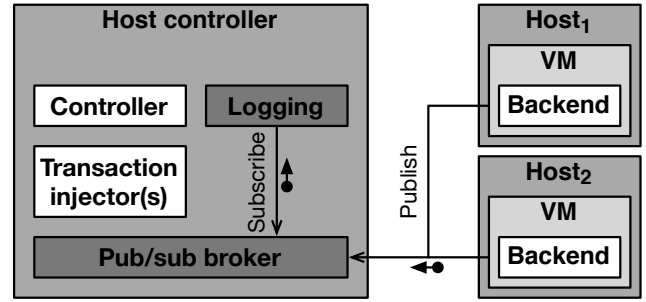 Host controller
Controller
Logging
Transaction
injector(s)
Subscribe
Pub/sub broker
Publish
Host1
VM
Backend
Host2
VM
Backend